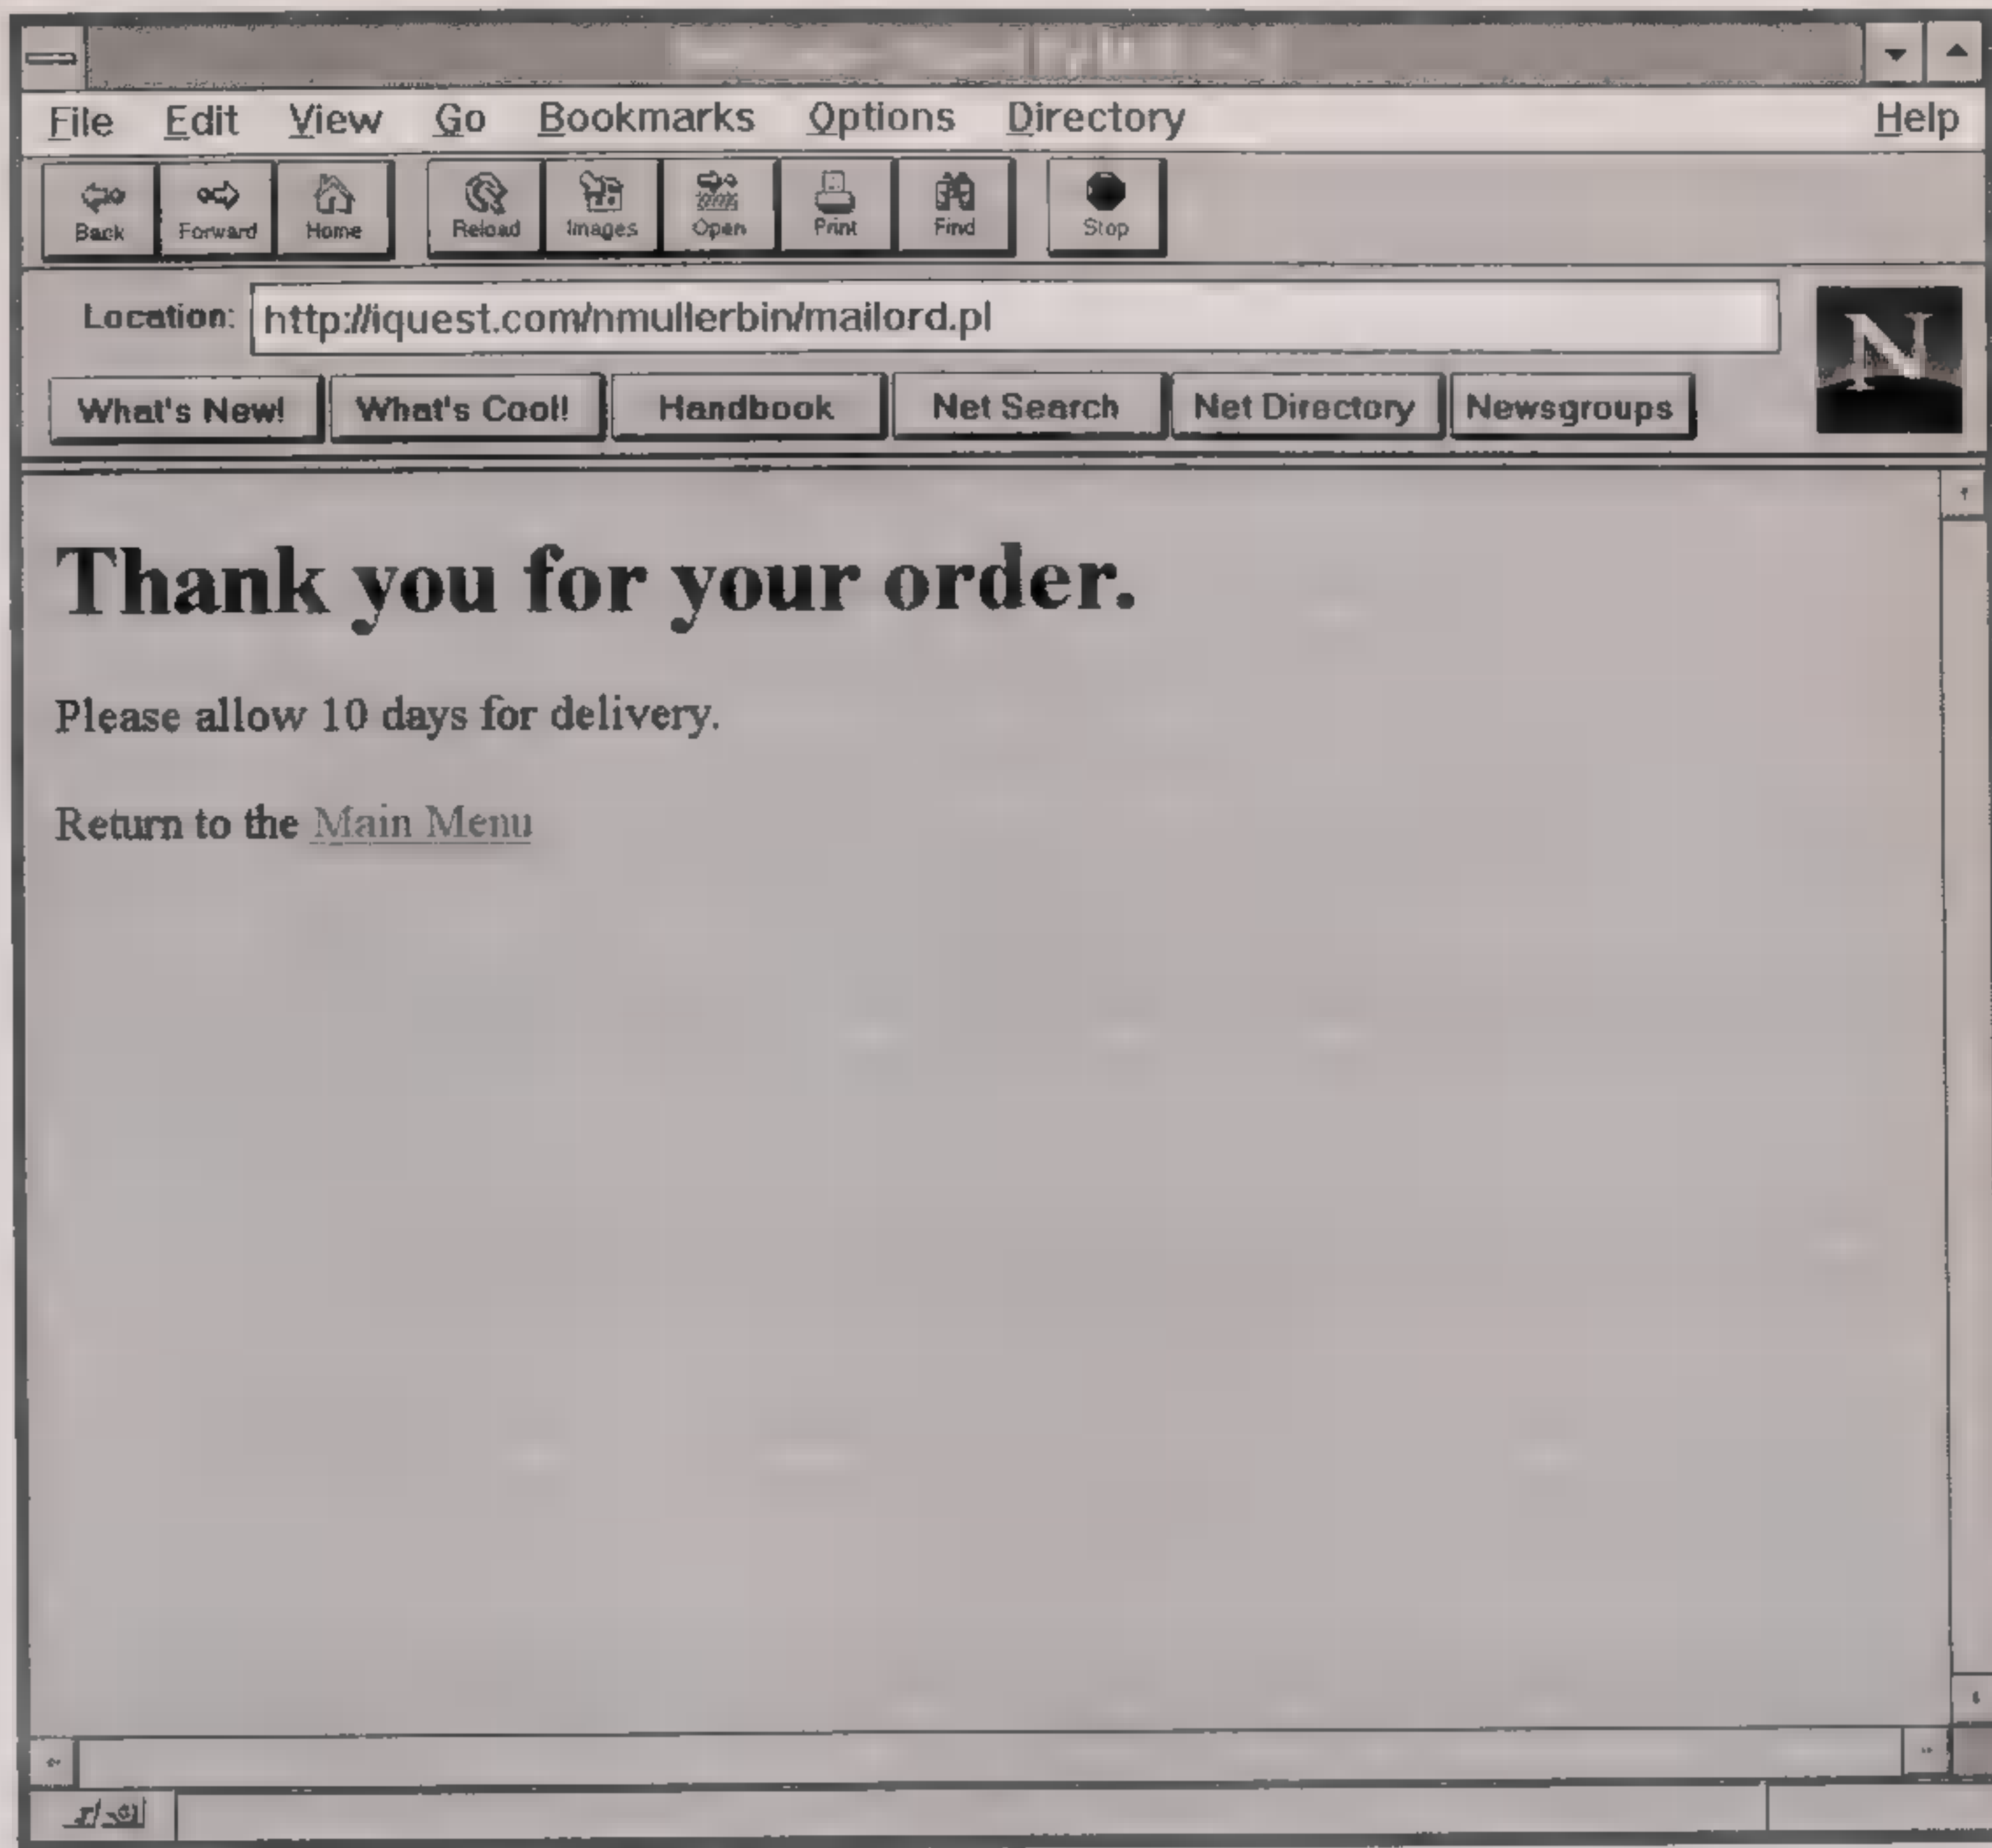 File Edit View Go Bookmarks Options Directory Help
Back Forward Home Reload Images Open Print Find Stop
Location: http://iquest.com/nmullerbin/mailord.pl
N
What's New! What's Cool! Handbook Net Search Net Directory Newsgroups
Thank you for your order.
Please allow 10 days for delivery.
Return to the Main Menu